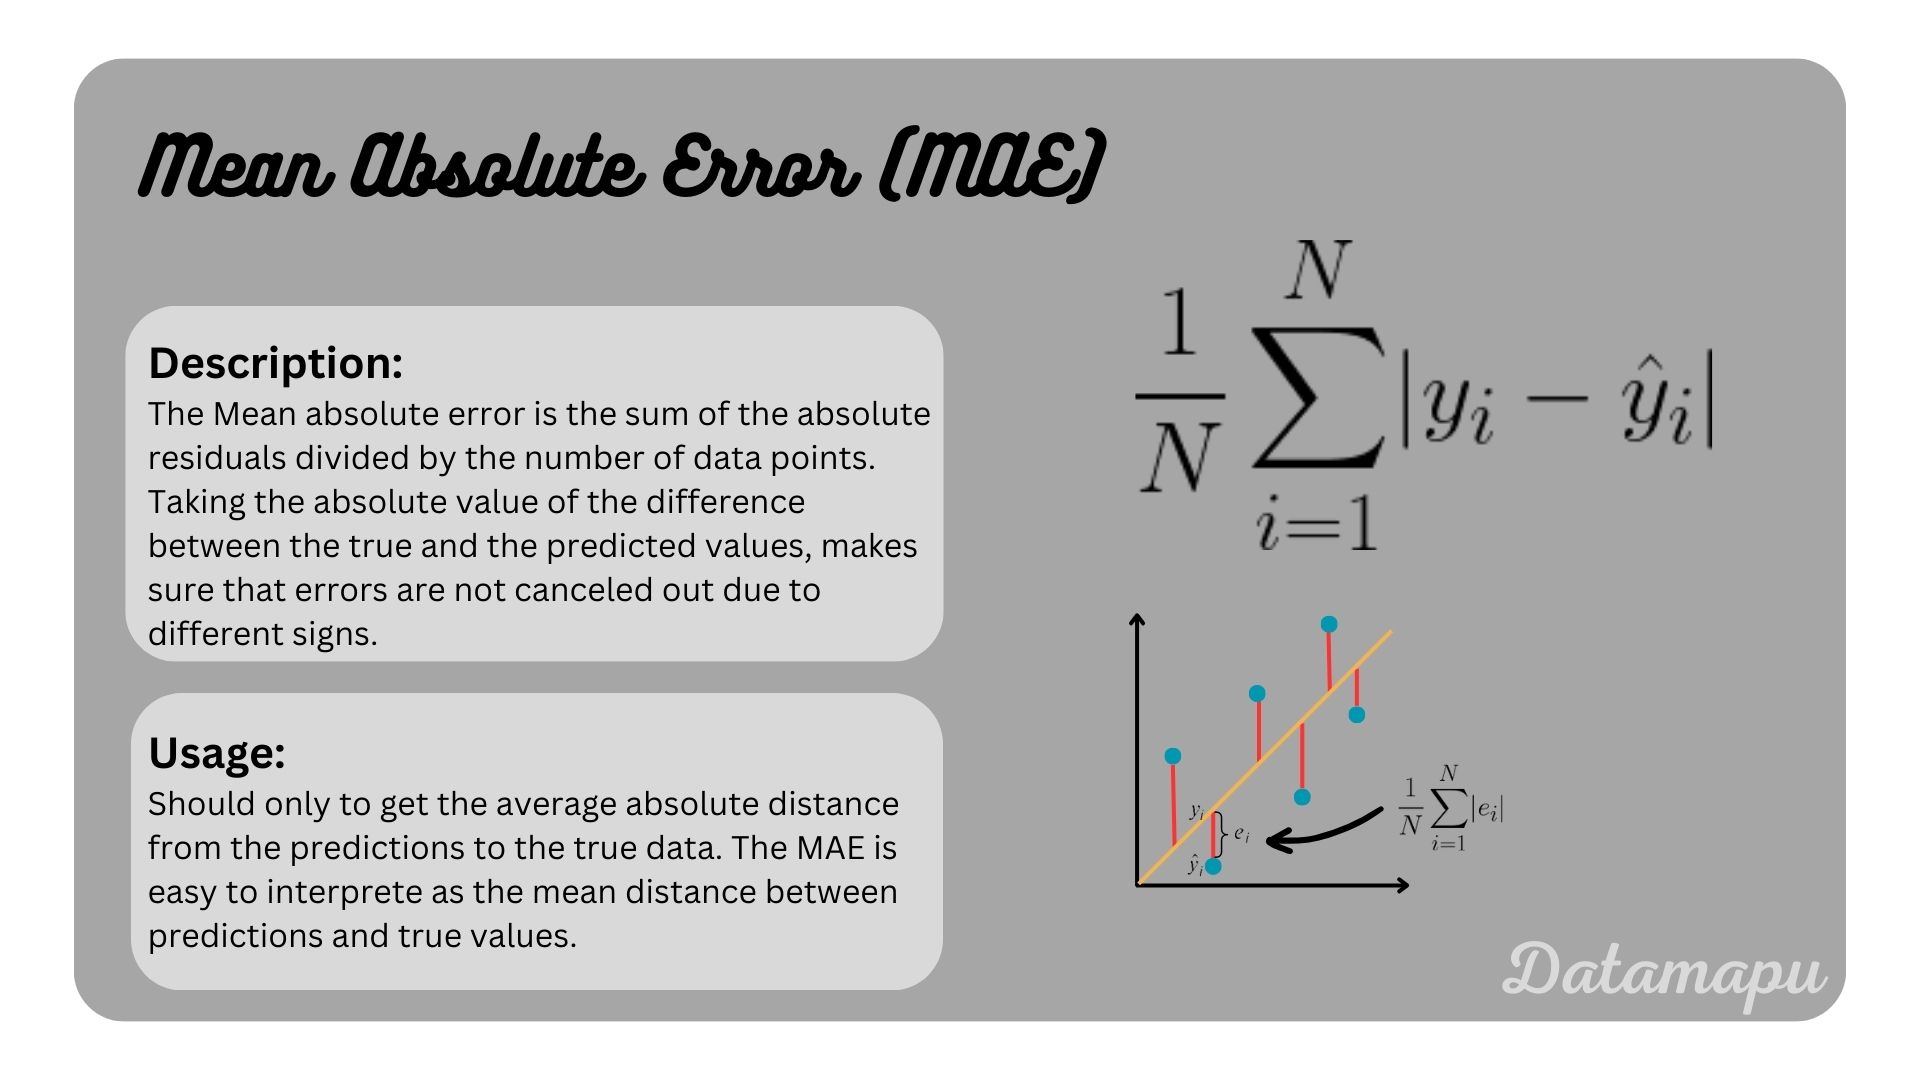 Mean Absolute Error (MAE)
Description:
The Mean absolute error is the sum of the absolute
residuals divided by the number of data points.
Taking the absolute value of the difference
between the true and the predicted values, makes
sure that errors are not canceled out due to
different signs.
Usage:
Should only to get the average absolute distance
from the predictions to the true data. The MAE is
easy to interprete as the mean distance between
predictions and true values.
\frac{1}{N} \sum_{i=1}^{N} |y_i - \hat{y}_i|
y_i
e_i
\hat{y}_i
\frac{1}{N} \sum_{i=1}^{N} |e_i|
Datamapu